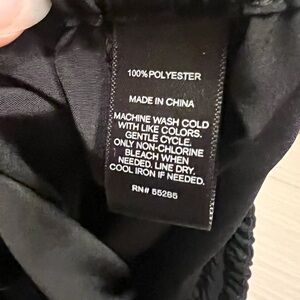 100% POLYESTER
MADE IN CHINA
MACHINE WASH COLD
WITH LIKE COLORS.
GENTLE CYCLE.
ONLY NON-CHLORINE
BLEACH WHEN
NEEDED. LINE DRY.
COOL IRON IF NEEDED.
RN# 55285